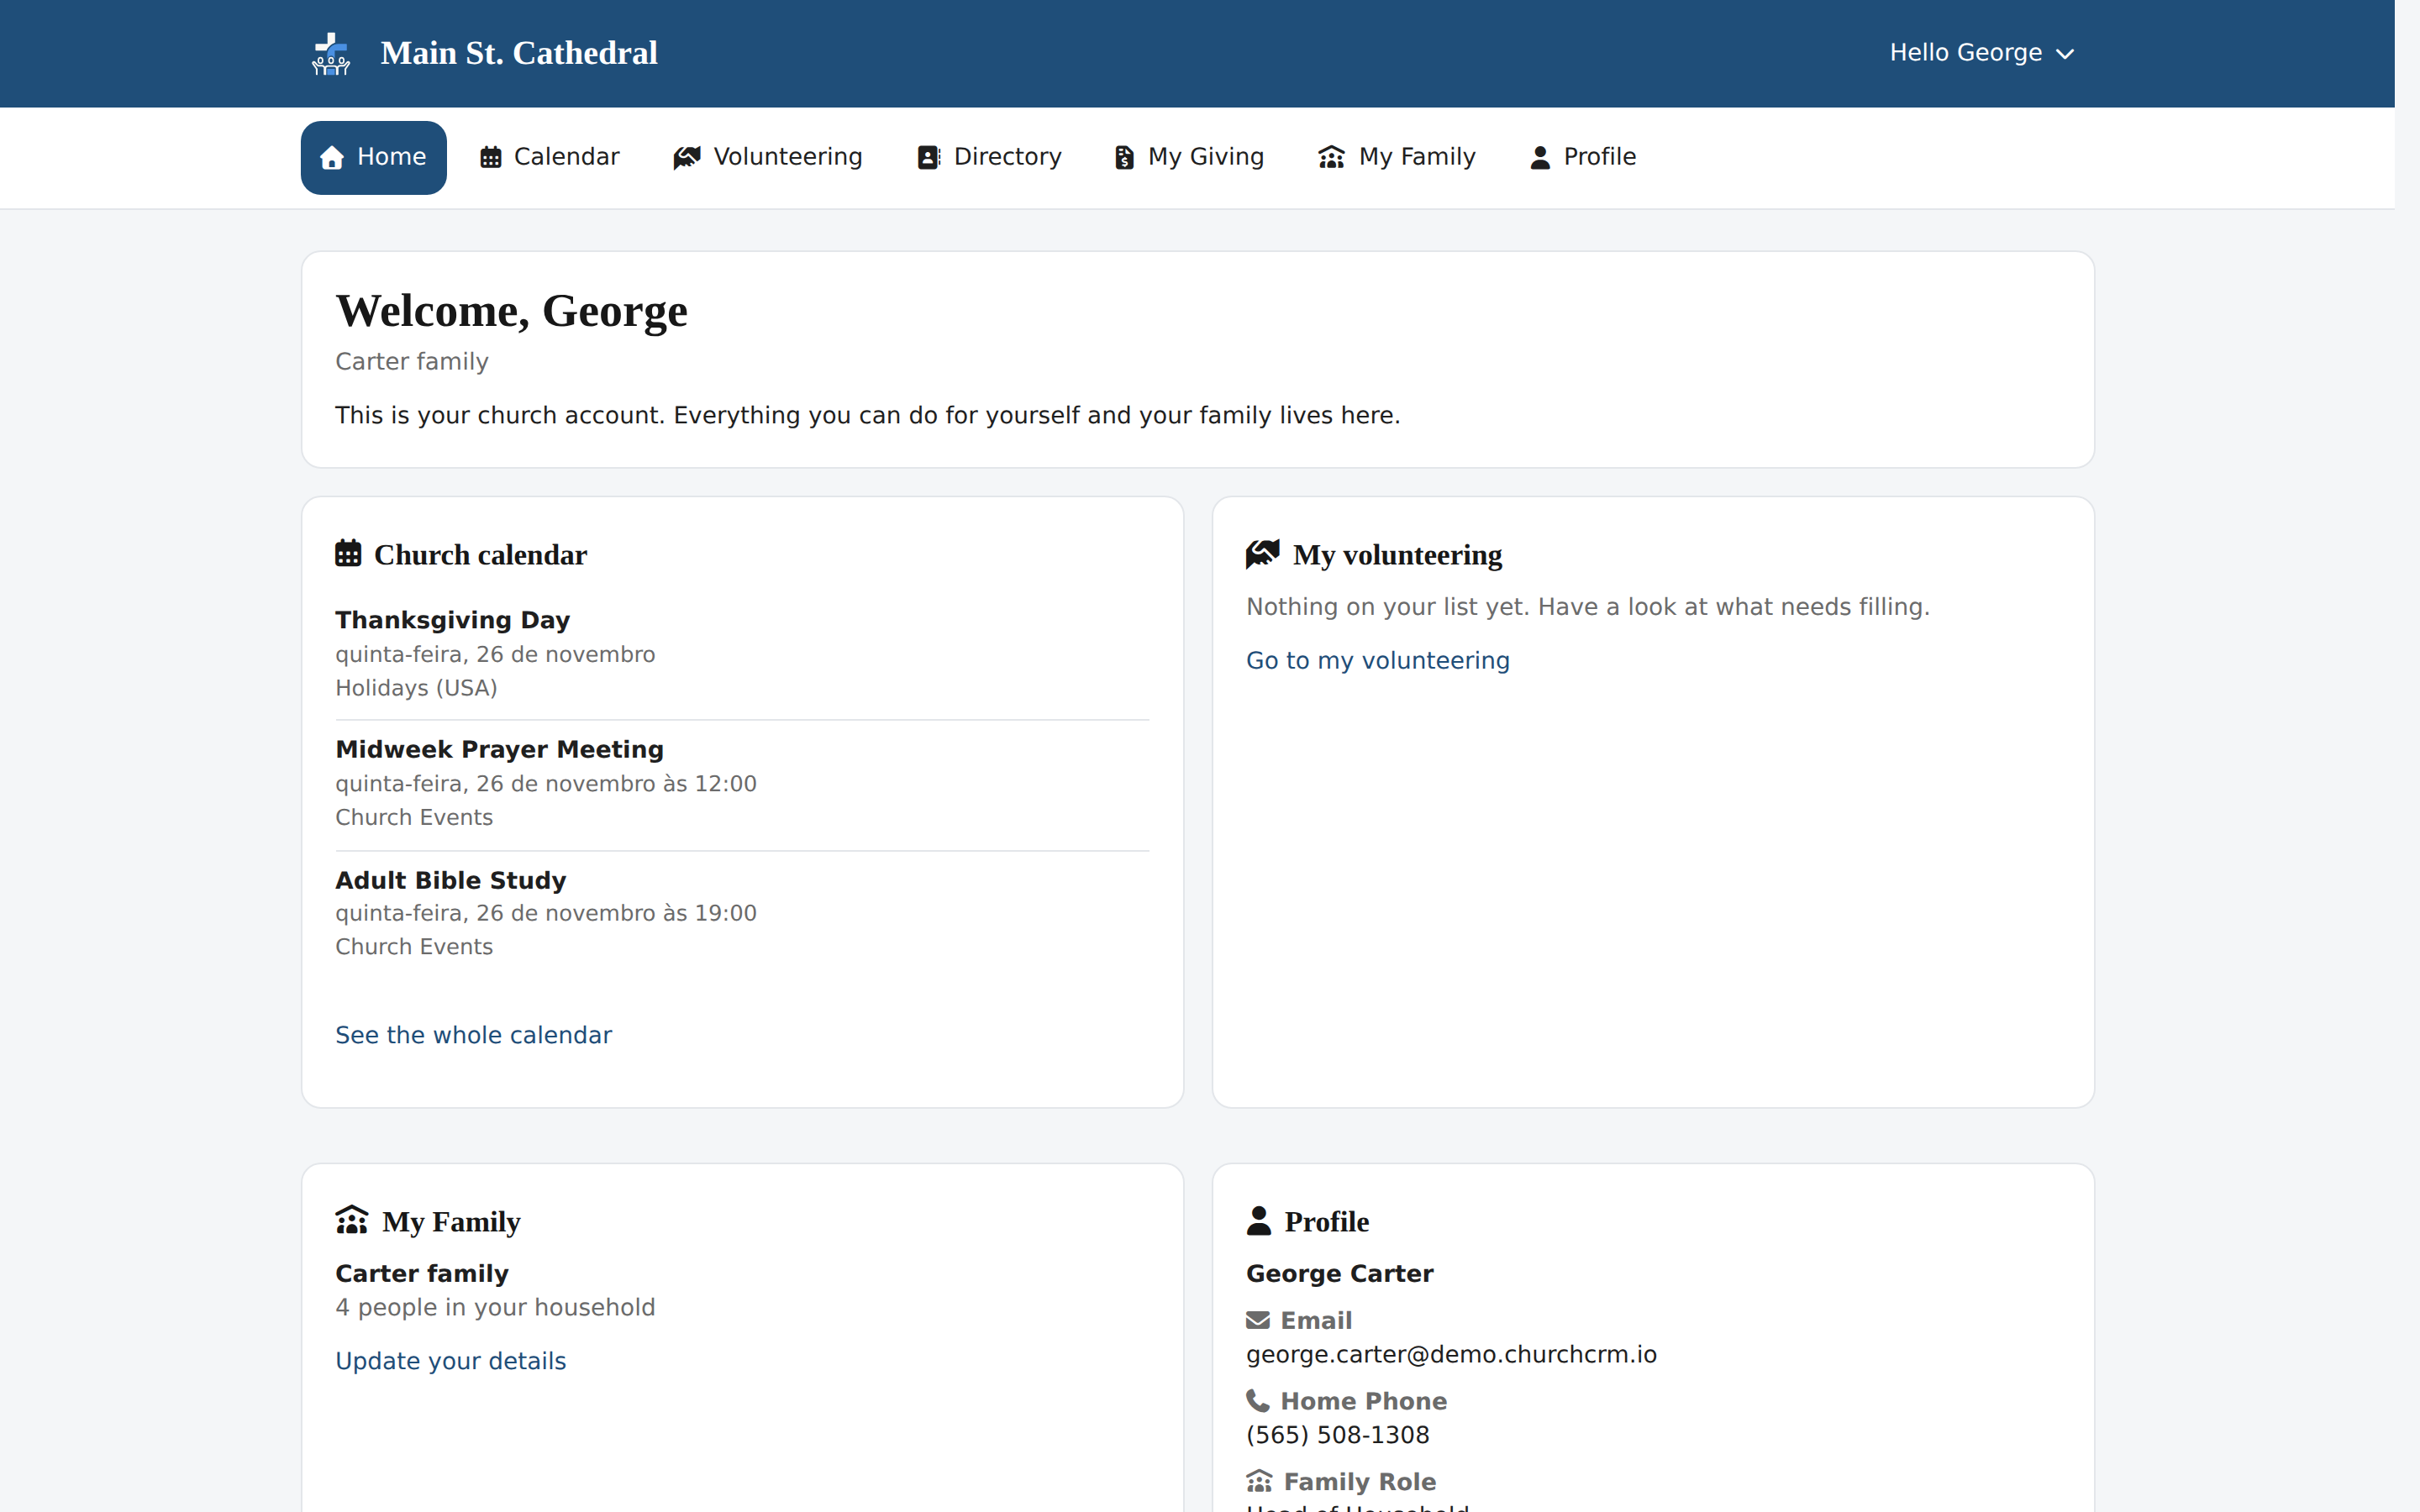 Main St. Cathedral
Hello George
Home
Calendar
Volunteering
Directory
My Giving
My Family
Profile
Welcome, George
Carter family
This is your church account. Everything you can do for yourself and your family lives here.
Church calendar
Thanksgiving Day
quinta-feira, 26 de novembro
Holidays (USA)
Midweek Prayer Meeting
quinta-feira, 26 de novembro às 12:00
Church Events
Adult Bible Study
quinta-feira, 26 de novembro às 19:00
Church Events
See the whole calendar
My volunteering
Nothing on your list yet. Have a look at what needs filling.
Go to my volunteering
My Family
Carter family
4 people in your household
Update your details
Profile
George Carter
Email
george.carter@demo.churchcrm.io
Home Phone
(565) 508-1308
Family Role
Head of Household